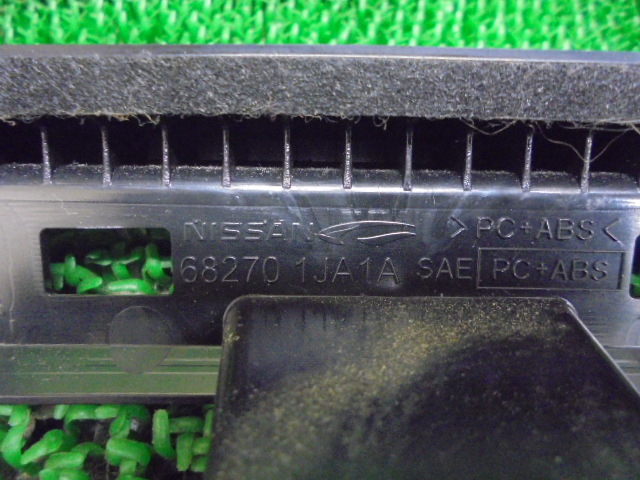 NISSAN >PC+ABS<
68270 1JA1A SAE PC+ABS